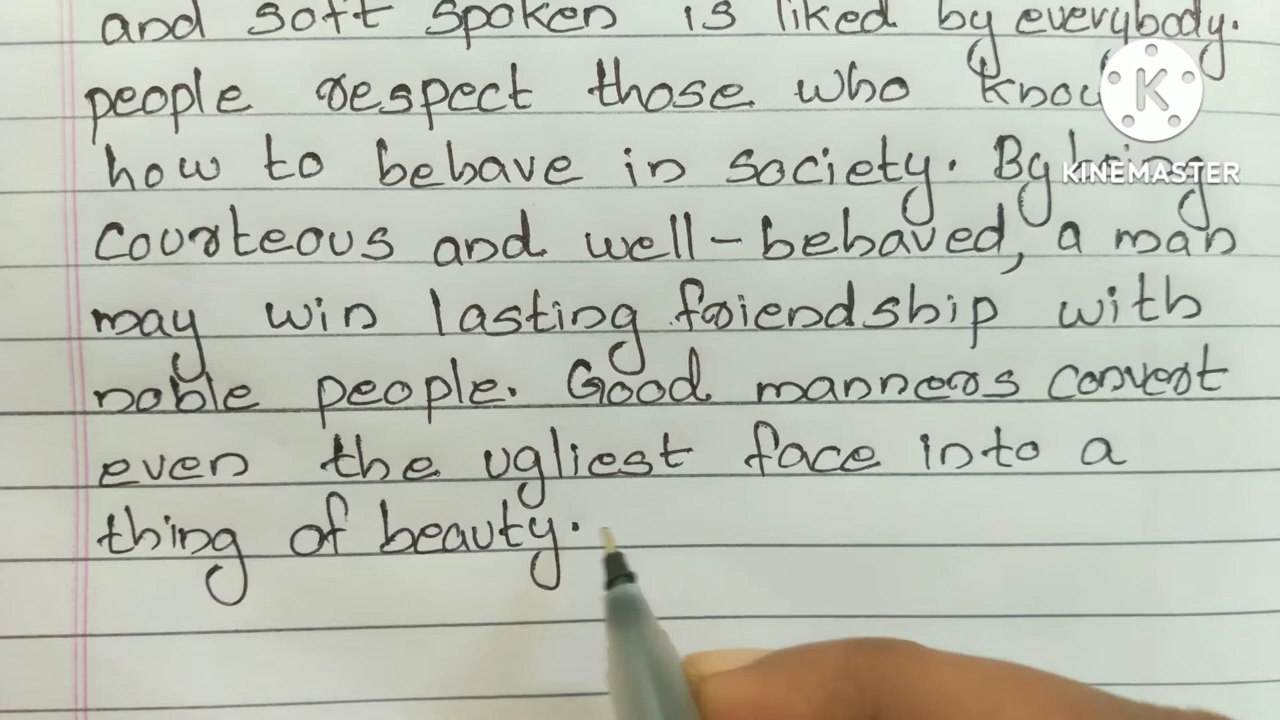 and soft spoken is liked by everybody.
people respect those who know
how to behave in society. By being
courteous and well-behaved, a man
may win lasting friendship with
noble people. Good manners convert
even the ugliest face into a
thing of beauty.
K
KINEMASTER